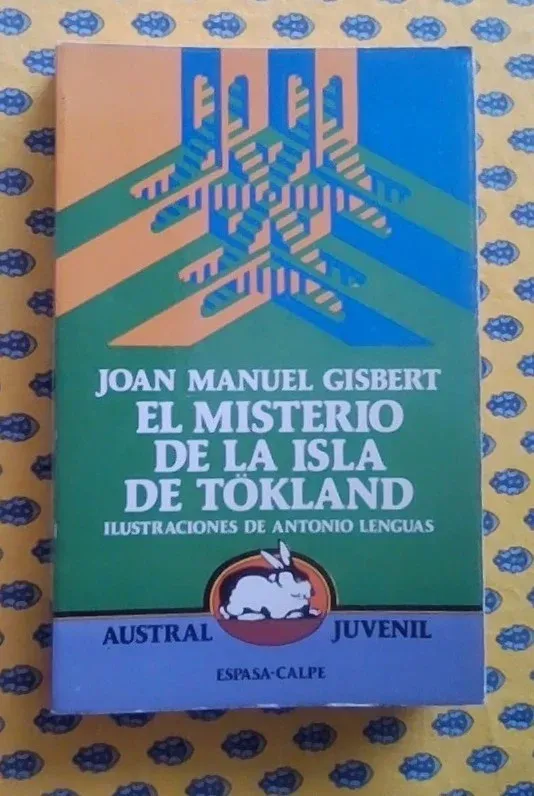 JOAN MANUEL GISBERT
EL MISTERIO
DE LA ISLA
DE TÖKLAND
ILUSTRACIONES DE ANTONIO LENGUAS
AUSTRAL JUVENIL
ESPASA-CALPE